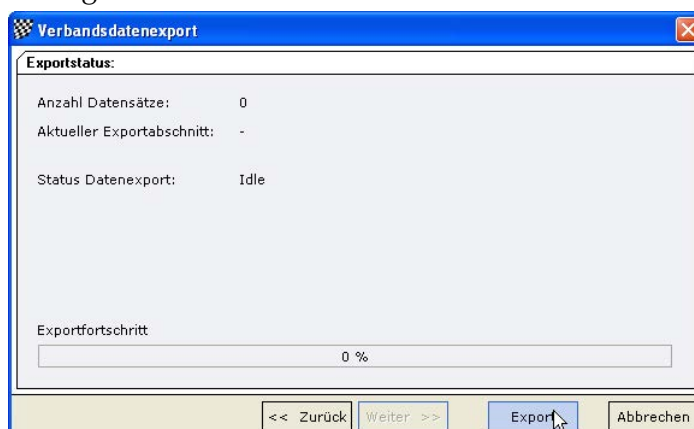 Verbandsdatenexport
Exportstatus:
Anzahl Datensätze: 0
Aktueller Exportabschnitt: -
Status Datenexport: Idle
Exportfortschritt
0 %
<< Zurück Weiter >> Export Abbrechen